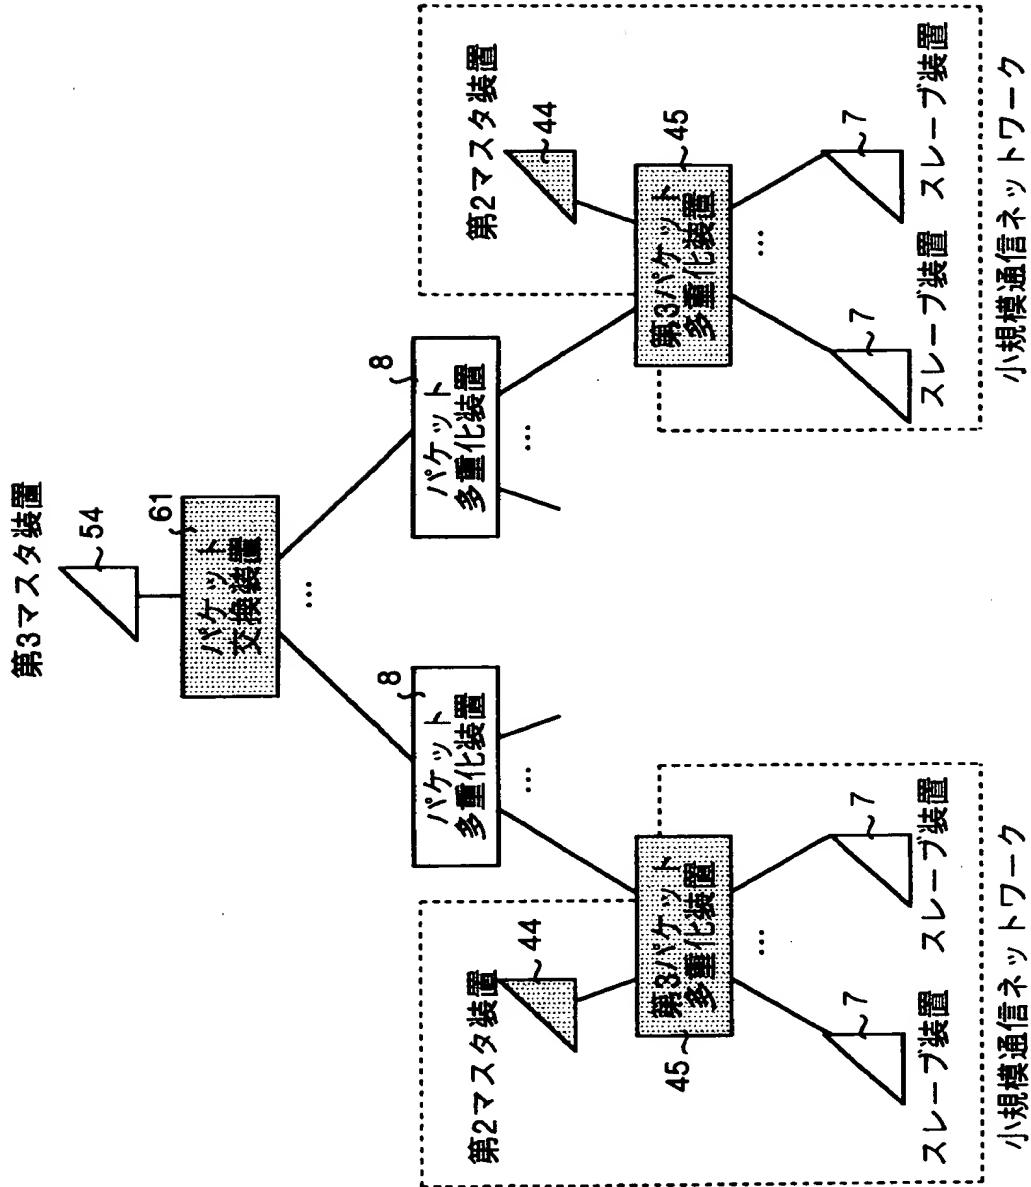 第3マスタ装置
54
61
パケット
交換装置
…
8
パケット
多重化装置
…
8
パケット
多重化装置
…
第2マスタ装置
44
45
第3パケット
多重化装置
…
7
スレーブ装置
7
スレーブ装置
小規模通信ネットワーク
第2マスタ装置
44
45
第3パケット
多重化装置
…
7
スレーブ装置
7
スレーブ装置
小規模通信ネットワーク